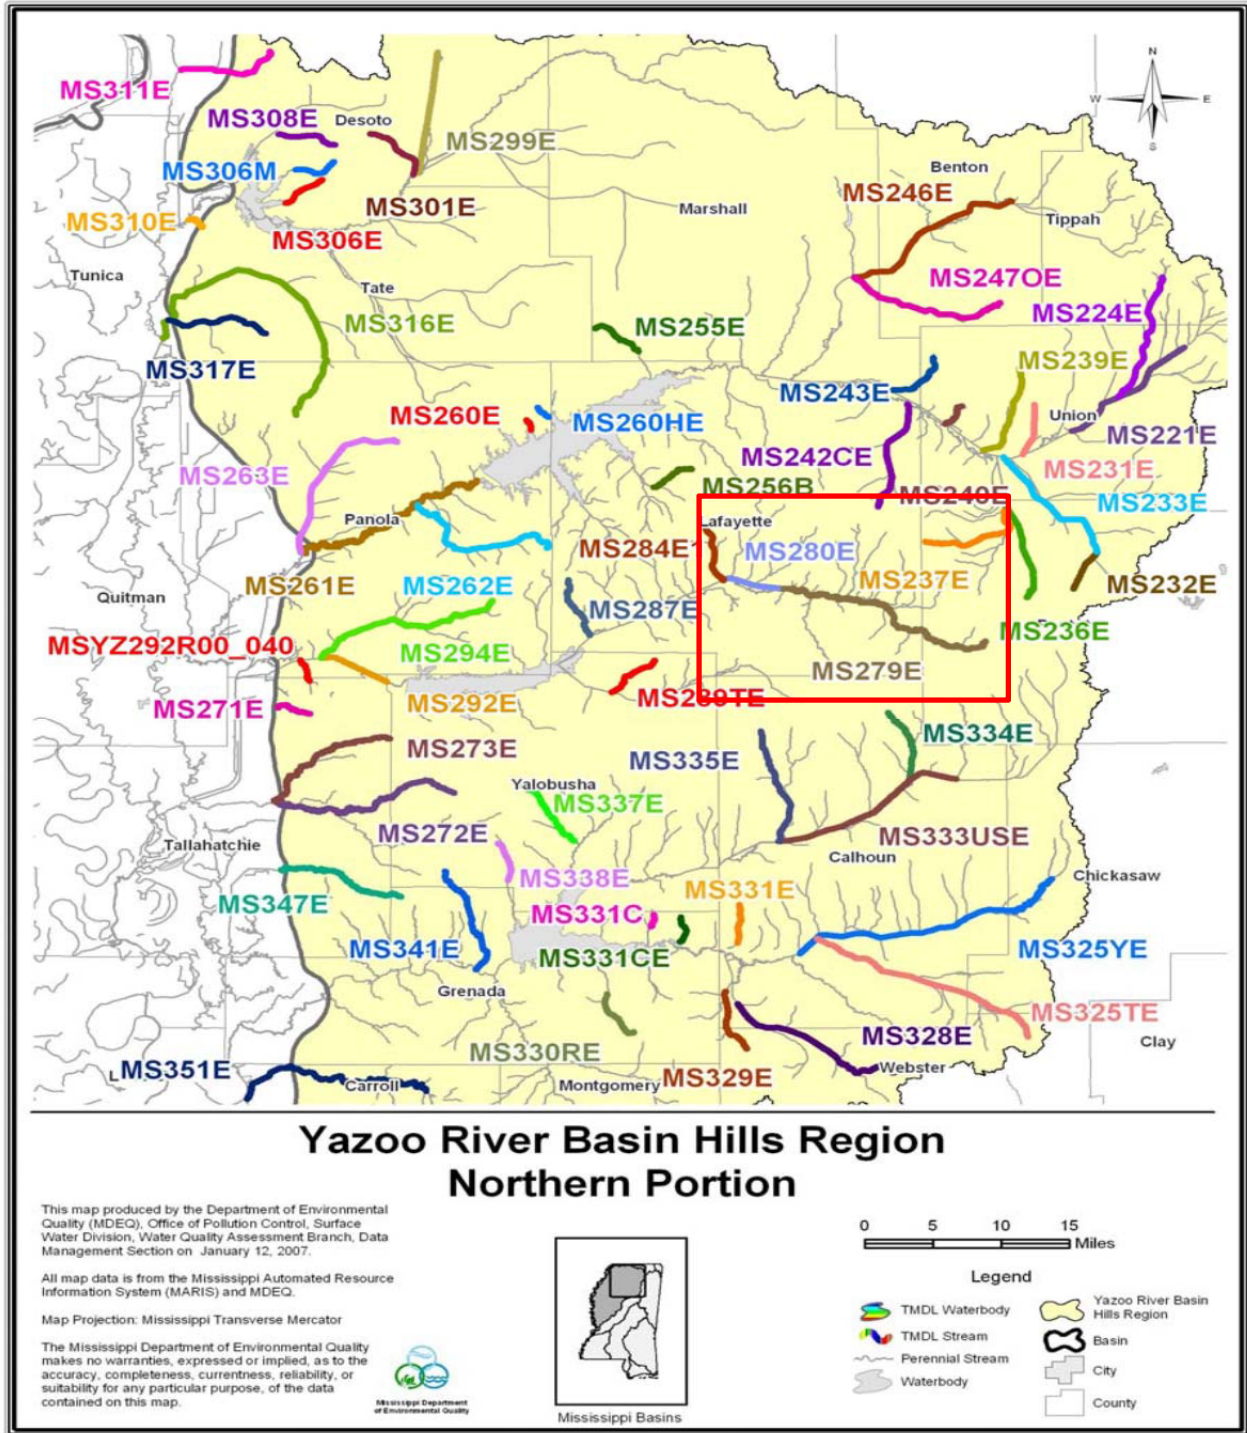 N
W E
S
MS311E
MS308E
Desoto
MS299E
MS306M
Benton
MS246E
MS301E
Marshall
MS310E
Tippah
MS306E
Tunica
Tate
MS247OE
MS224E
MS316E
MS255E
MS239E
MS317E
MS243E
MS260E
MS260HE
Union
MS221E
MS242CE
MS231E
MS263E
MS256B
MS240E
MS233E
Panola
Lafayette
MS284E
MS280E
MS237E
MS261E
MS262E
MS232E
Quitman
MS287E
MS236E
MSYZ292R00_040
MS294E
MS279E
MS292E
MS289TE
MS271E
MS334E
MS273E
MS335E
Yalobusha
MS337E
MS272E
MS333USE
Tallahatchie
Calhoun
MS338E
Chickasaw
MS331E
MS347E
MS331C
MS341E
MS331CE
MS325YE
Grenada
MS325TE
MS328E
Clay
MS330RE
MS351E
Carroll
Montgomery
MS329E
Webster
Yazoo River Basin Hills Region
Northern Portion
This map produced by the Department of Environmental
Quality (MDEQ), Office of Pollution Control, Surface
Water Division, Water Quality Assessment Branch, Data
Management Section on January 12, 2007.
All map data is from the Mississippi Automated Resource
Information System (MARIS) and MDEQ.
Map Projection: Mississippi Transverse Mercator
The Mississippi Department of Environmental Quality
makes no warranties, expressed or implied, as to the
accuracy, completeness, currentness, reliability, or
suitability for any particular purpose, of the data
contained on this map.
Mississippi Department
of Environmental Quality
Mississippi Basins
0 5 10 15
Miles
Legend
TMDL Waterbody
TMDL Stream
Perennial Stream
Waterbody
Yazoo River Basin
Hills Region
Basin
City
County